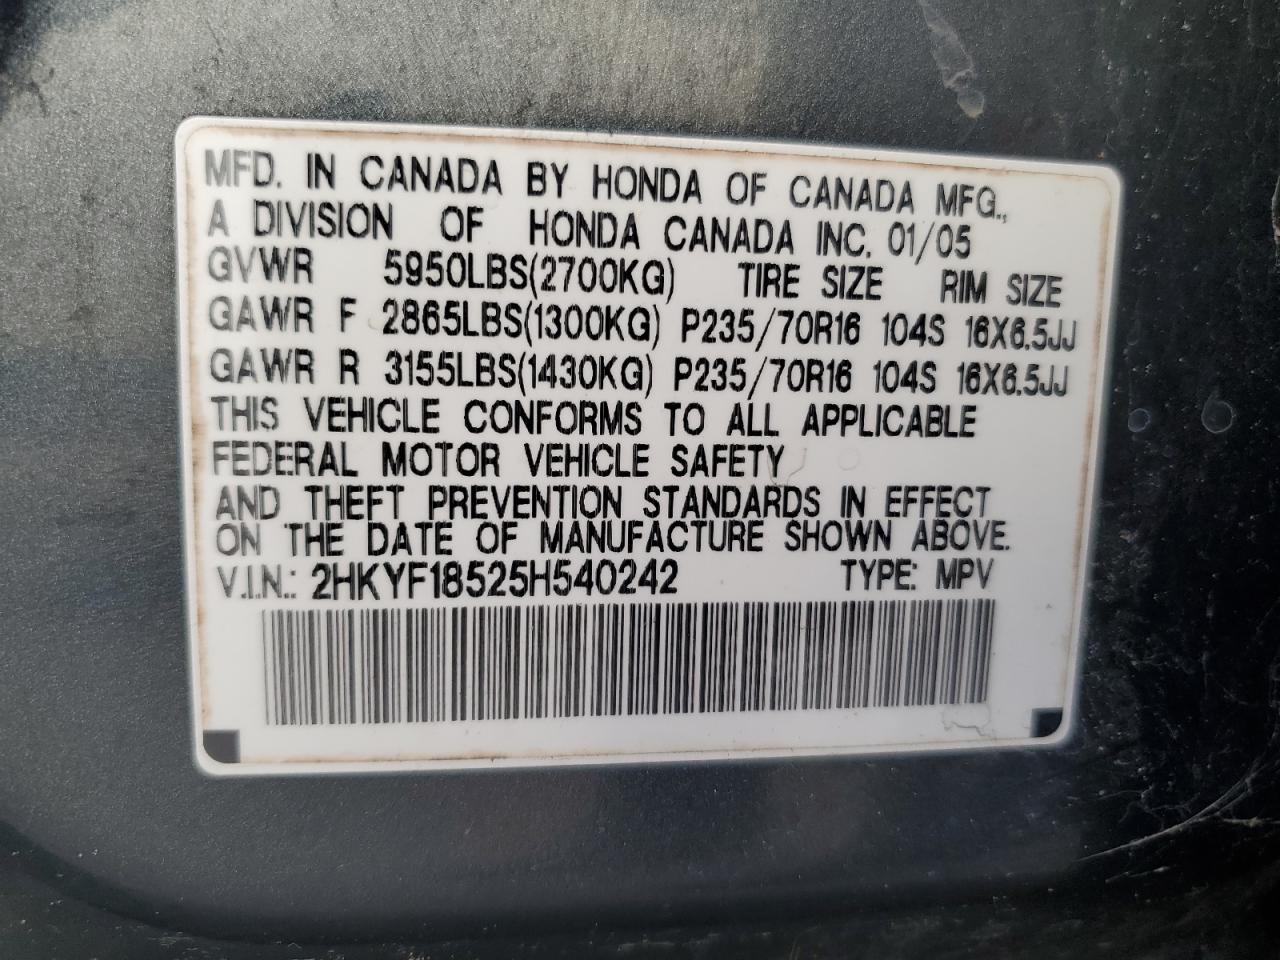 MFD. IN CANADA BY HONDA OF CANADA MFG.,
A DIVISION OF HONDA CANADA INC. 01/05
GVWR 5950LBS(2700KG) TIRE SIZE RIM SIZE
GAWR F 2865LBS(1300KG) P235/70R16 104S 16X6.5JJ
GAWR R 3155LBS(1430KG) P235/70R16 104S 16X6.5JJ
THIS VEHICLE CONFORMS TO ALL APPLICABLE
FEDERAL MOTOR VEHICLE SAFETY
AND THEFT PREVENTION STANDARDS IN EFFECT
ON THE DATE OF MANUFACTURE SHOWN ABOVE.
V.I.N.: 2HKYF18525H540242 TYPE: MPV